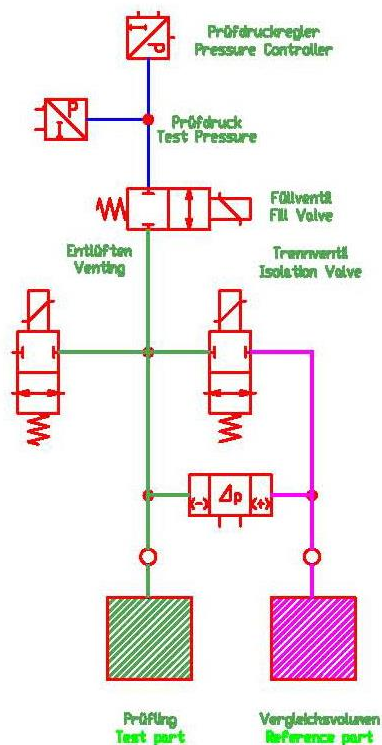 Prüfdruckregler
Pressure Controller
p
p
Prüfdruck
Test Pressure
Füllventil
Fill Valve
Entlüften
Venting
Trennventil
Isolation Valve
(-) Δp (+)
Prüfling
Test part
Vergleichsvolumen
Reference part